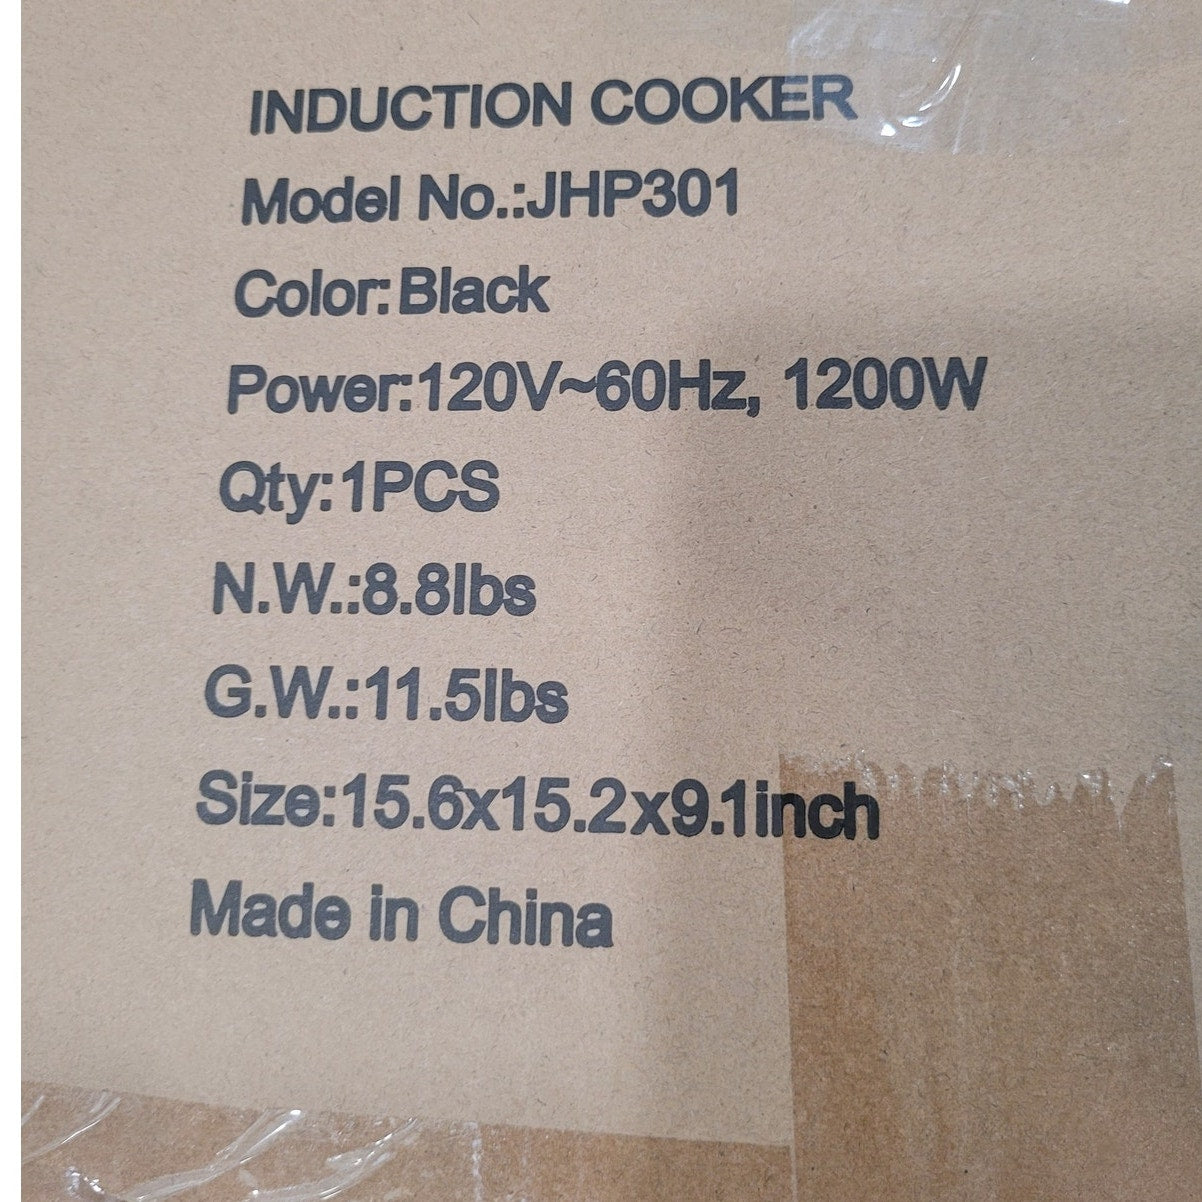 INDUCTION COOKER
Model No.:JHP301
Color:Black
Power:120V~60Hz, 1200W
Qty:1PCS
N.W.:8.8lbs
G.W.:11.5lbs
Size:15.6x15.2x9.1inch
Made in China